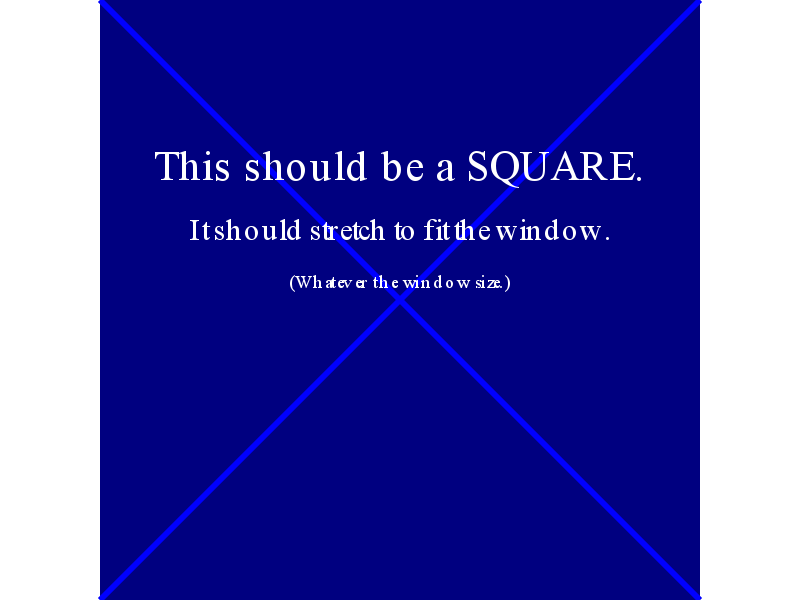 This should be a SQUARE.
It should stretch to fit the window.
(Whatever the window size.)